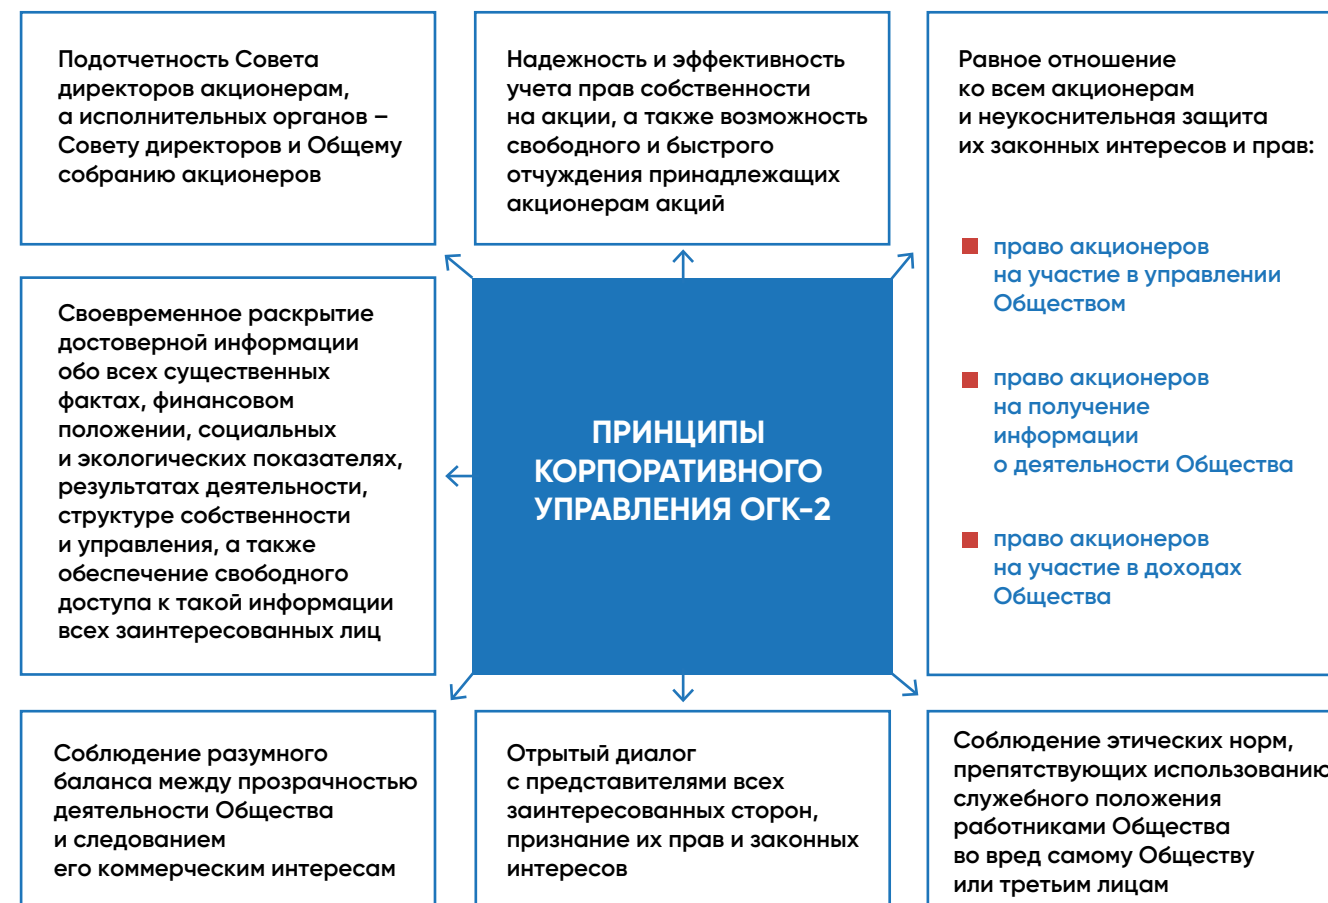 Подотчетность Совета
директоров акционерам,
а исполнительных органов –
Совету директоров и Общему
собранию акционеров
Надежность и эффективность
учета прав собственности
на акции, а также возможность
свободного и быстрого
отчуждения принадлежащих
акционерам акций
Равное отношение
ко всем акционерам
и неукоснительная защита
их законных интересов и прав:
право акционеров
на участие в управлении
Обществом
право акционеров
на получение
информации
о деятельности Общества
право акционеров
на участие в доходах
Общества
Своевременное раскрытие
достоверной информации
обо всех существенных
фактах, финансовом
положении, социальных
и экологических показателях,
результатах деятельности,
структуре собственности
и управления, а также
обеспечение свободного
доступа к такой информации
всех заинтересованных лиц
ПРИНЦИПЫ
КОРПОРАТИВНОГО
УПРАВЛЕНИЯ ОГК-2
Соблюдение разумного
баланса между прозрачностью
деятельности Общества
и следованием
его коммерческим интересам
Отрытый диалог
с представителями всех
заинтересованных сторон,
признание их прав и законных
интересов
Соблюдение этических норм,
препятствующих использованию
служебного положения
работниками Общества
во вред самому Обществу
или третьим лицам